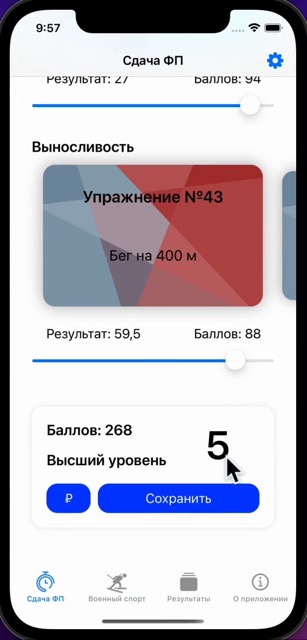 9:57
Сдача ФП
Результат: 27 Баллов: 94
Выносливость
Упражнение №43
Бег на 400 м
Результат: 59,5 Баллов: 88
Баллов: 268
5
Высший уровень
₽ Сохранить
Сдача ФП Военный спорт Результаты О приложении